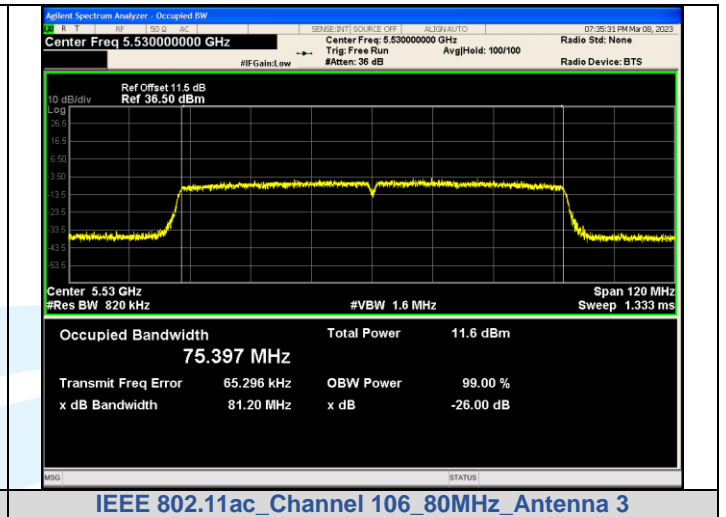 Agilent Spectrum Analyzer - Occupied BW
R T RF 50 Ω AC SENSE:INT SOURCE OFF ALIGN AUTO 07:35:31 PM Mar 08, 2023
Center Freq 5.530000000 GHz Center Freq: 5.530000000 GHz Radio Std: None
Trig: Free Run Avg|Hold: 100/100
#IFGain:Low #Atten: 36 dB Radio Device: BTS
Ref Offset 11.5 dB
10 dB/div Ref 36.50 dBm
Log
26.5
16.5
6.50
-3.50
-13.5
-23.5
-33.5
-43.5
-53.5
Center 5.53 GHz Span 120 MHz
#Res BW 820 kHz #VBW 1.6 MHz Sweep 1.333 ms
Occupied Bandwidth Total Power 11.6 dBm
75.397 MHz
Transmit Freq Error 65.296 kHz OBW Power 99.00 %
x dB Bandwidth 81.20 MHz x dB -26.00 dB
MSG STATUS
IEEE 802.11ac_Channel 106_80MHz_Antenna 3